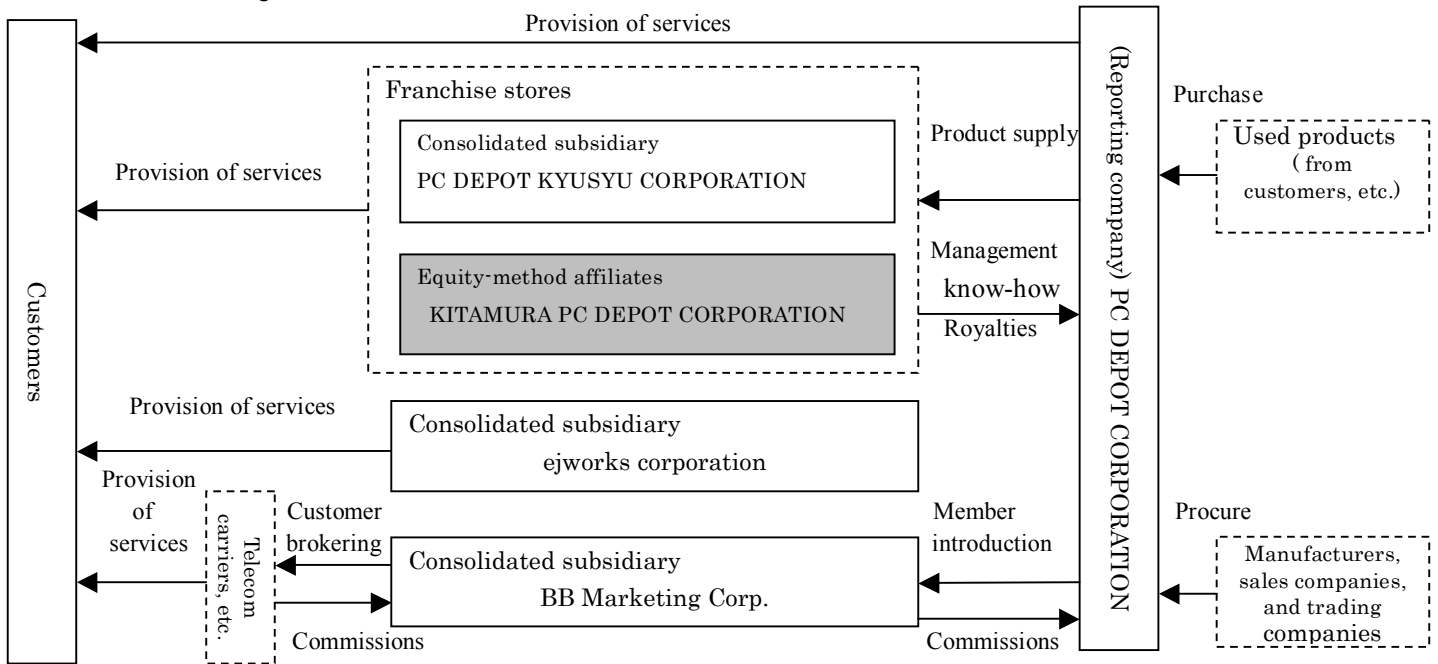 Provision of services
Franchise stores
Consolidated subsidiary
PC DEPOT KYUSYU CORPORATION
Provision of services
Product supply
Purchase
Used products
( from
customers, etc.)
Equity-method affiliates
KITAMURA PC DEPOT CORPORATION
Management
know-how
Royalties
Customers
(Reporting company) PC DEPOT CORPORATION
Provision of services
Consolidated subsidiary
ejworks corporation
Provision
of
services
Telecom
carriers, etc.
Customer
brokering
Commissions
Consolidated subsidiary
BB Marketing Corp.
Member
introduction
Commissions
Procure
Manufacturers,
sales companies,
and trading
companies